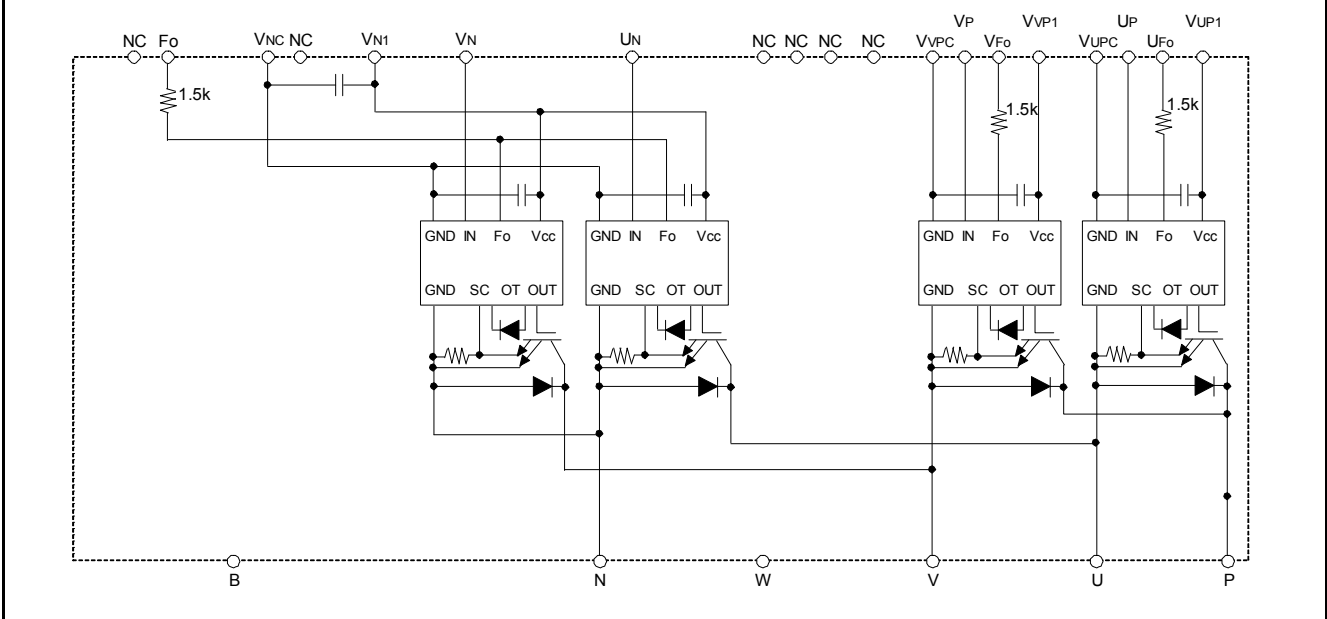 VP VVP1 UP VUP1
NC Fo VNC NC VN1 VN UN NC NC NC NC VVPC VFo VUPC UFo
1.5k 1.5k 1.5k
GND IN Fo Vcc GND IN Fo Vcc GND IN Fo Vcc GND IN Fo Vcc
GND SC OT OUT GND SC OT OUT GND SC OT OUT GND SC OT OUT
B N W V U P